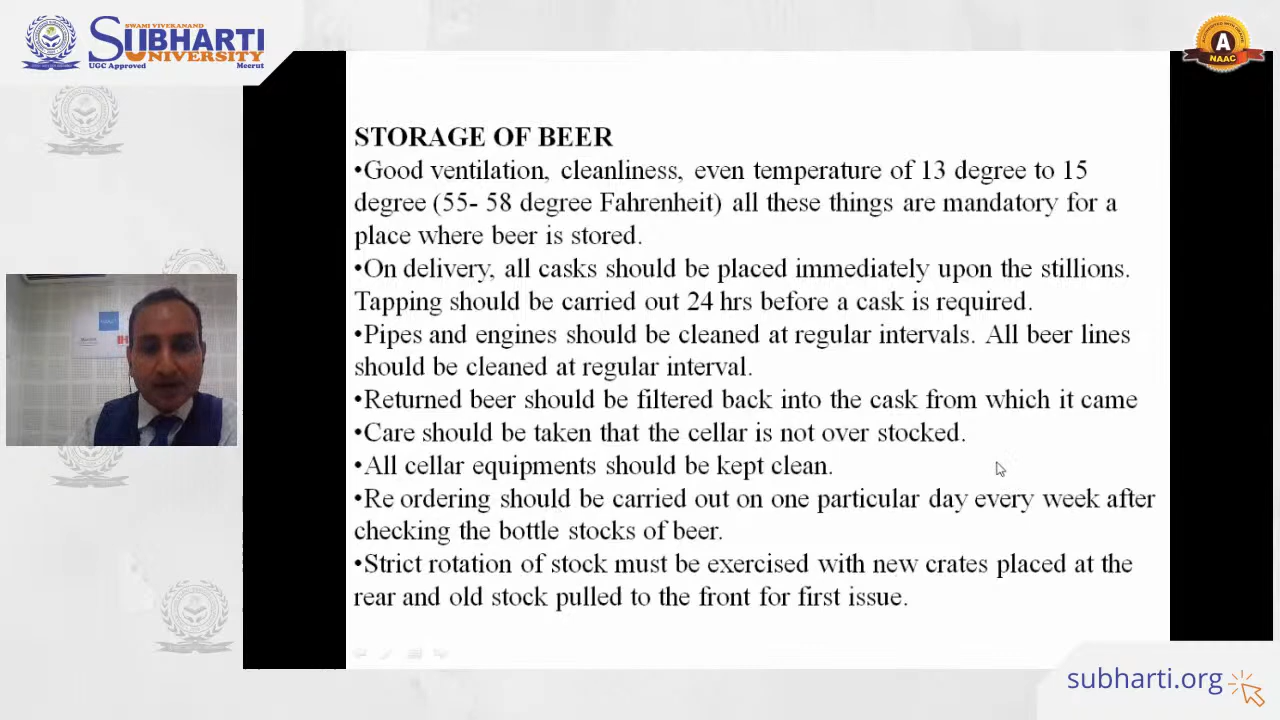 SWAMI VIVEKANAND
SUBHARTI
UNIVERSITY
UGC Approved Meerut
A
NAAC
STORAGE OF BEER
•Good ventilation, cleanliness, even temperature of 13 degree to 15
degree (55- 58 degree Fahrenheit) all these things are mandatory for a
place where beer is stored.
•On delivery, all casks should be placed immediately upon the stillions.
Tapping should be carried out 24 hrs before a cask is required.
•Pipes and engines should be cleaned at regular intervals. All beer lines
should be cleaned at regular interval.
•Returned beer should be filtered back into the cask from which it came
•Care should be taken that the cellar is not over stocked.
•All cellar equipments should be kept clean.
•Re ordering should be carried out on one particular day every week after
checking the bottle stocks of beer.
•Strict rotation of stock must be exercised with new crates placed at the
rear and old stock pulled to the front for first issue.
subharti.org